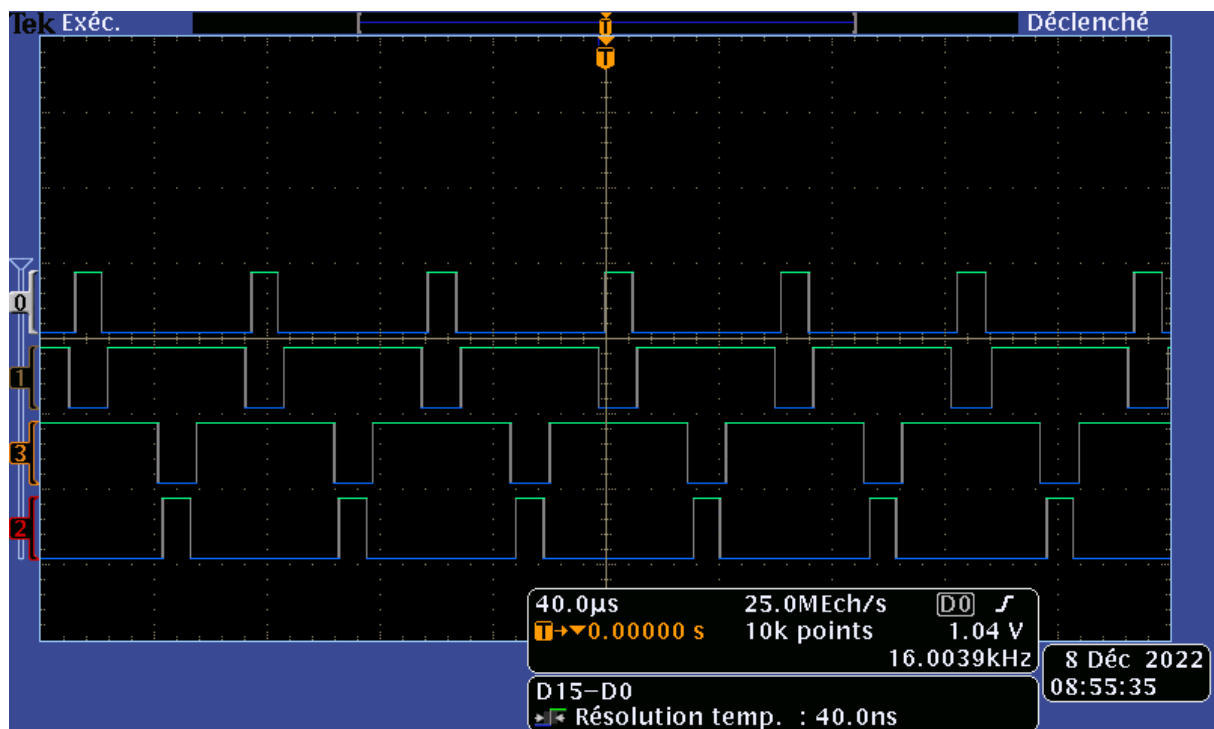 Tek Exéc. Déclenché
T
T
0
1
3
2
40.0µs 25.0MEch/s D0
T→▼0.00000 s 10k points 1.04 V
16.0039kHz
8 Déc 2022
08:55:35
D15-D0
Résolution temp. : 40.0ns